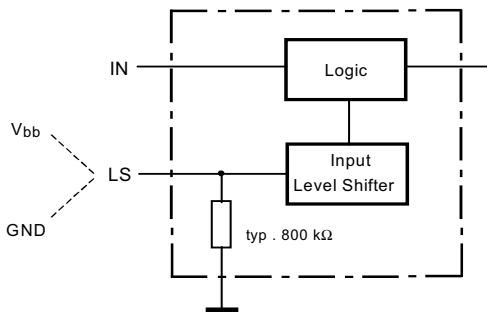 IN
Logic
Vbb
LS
Input
Level Shifter
GND
typ . 800 kΩ